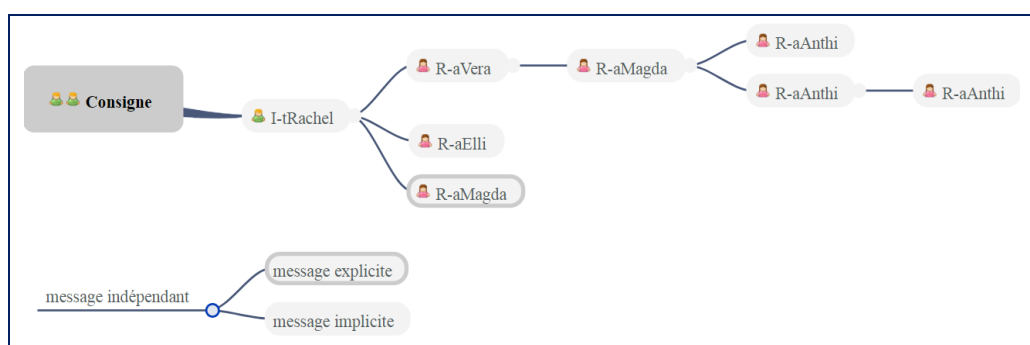 Consigne
I-tRachel
R-aVera
R-aMagda
R-aAnthi
R-aAnthi
R-aAnthi
R-aElli
R-aMagda
message indépendant
message explicite
message implicite